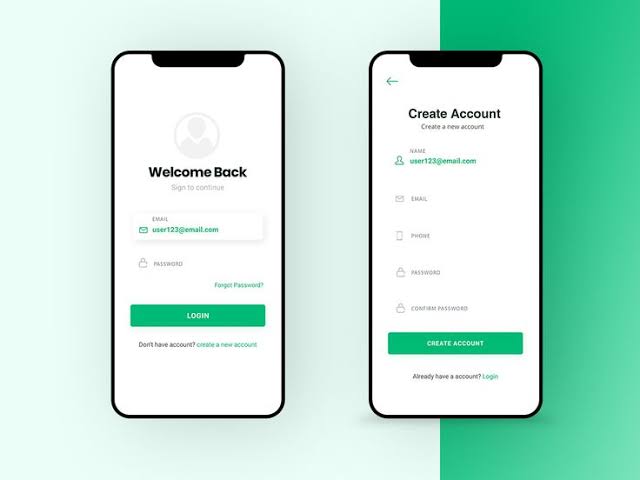 Welcome Back
Sign to continue
EMAIL
user123@email.com
PASSWORD
Forgot Password?
LOGIN
Don't have account? create a new account
Create Account
Create a new account
NAME
user123@email.com
EMAIL
PHONE
PASSWORD
CONFIRM PASSWORD
CREATE ACCOUNT
Already have a account? Login